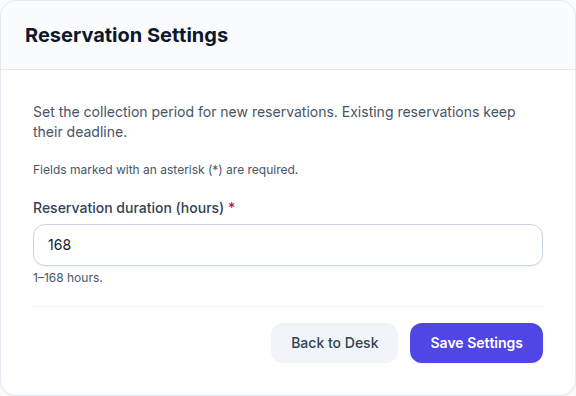 Reservation Settings
Set the collection period for new reservations. Existing reservations keep
their deadline.
Fields marked with an asterisk (*) are required.
Reservation duration (hours) *
168
1–168 hours.
Back to Desk
Save Settings